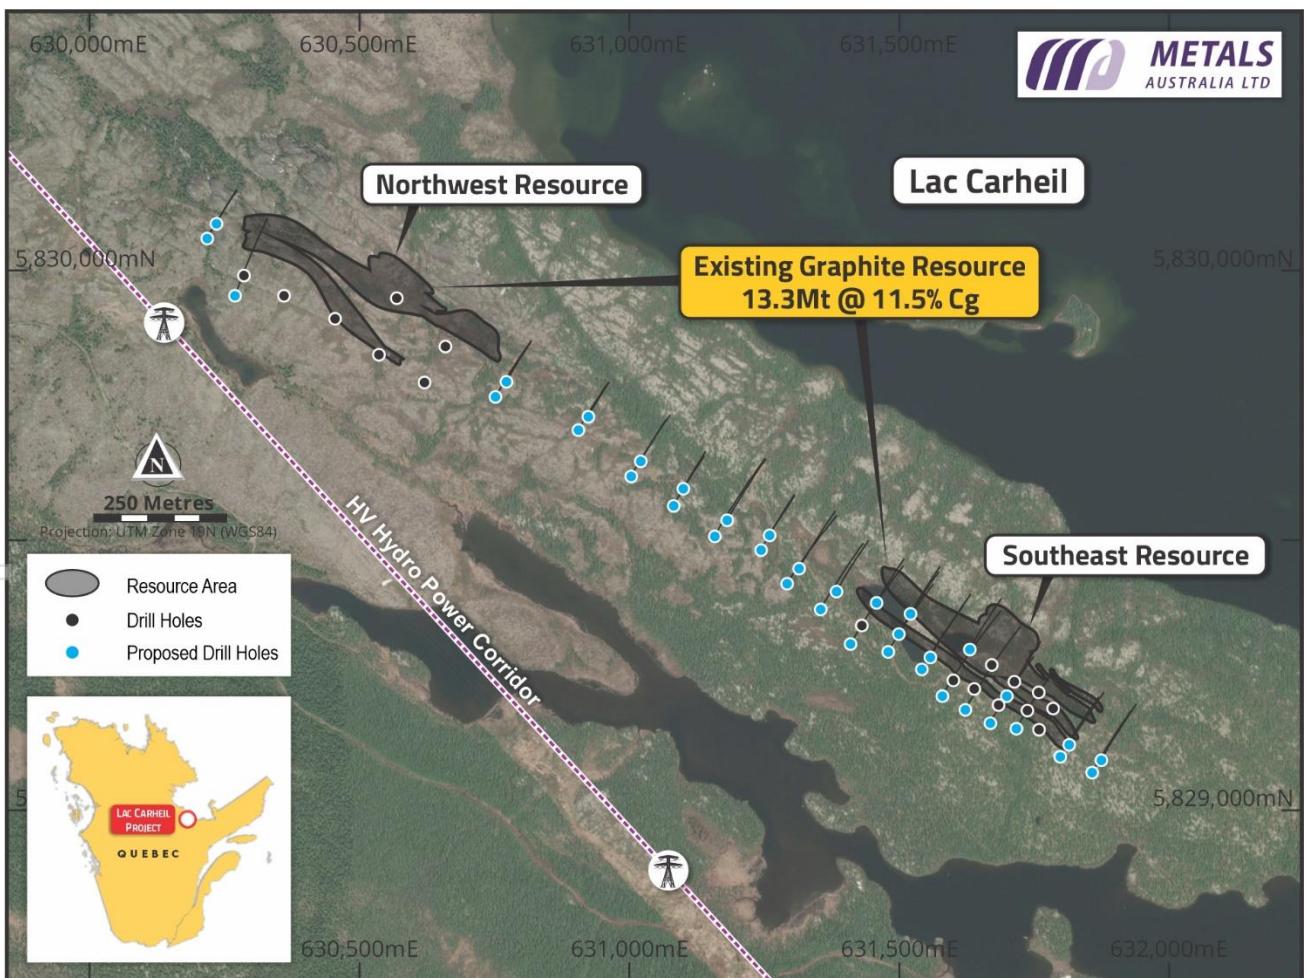 630,000mE
630,500mE
631,000mE
631,500mE
METALS
AUSTRALIA LTD
Northwest Resource
Lac Carheil
5,830,000mN
Existing Graphite Resource
13.3Mt @ 11.5% Cg
5,830,000mN
N
250 Metres
Projection: UTM Zone 19N (WGS84)
HV Hydro Power Corridor
Southeast Resource
Resource Area
Drill Holes
Proposed Drill Holes
LAC CARHEIL
PROJECT
QUEBEC
5,829,000mN
630,500mE
631,000mE
631,500mE
632,000mE